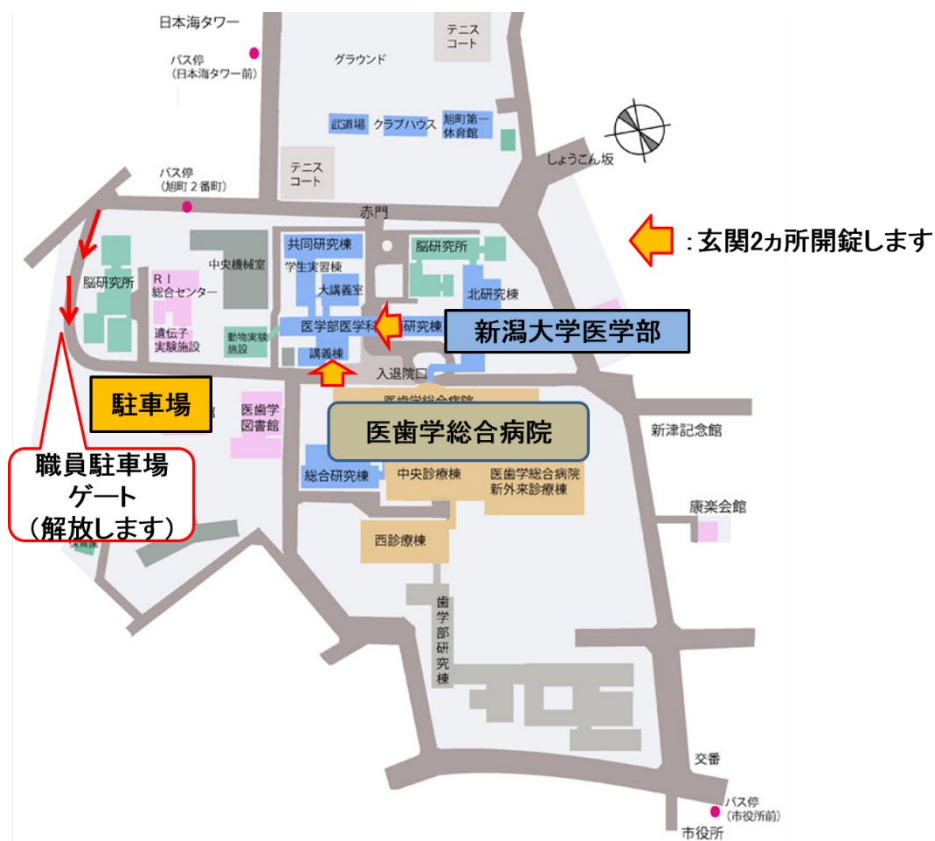 日本海タワー
バス停
(日本海タワー前)
テニス
コート
グラウンド
武道場
クラブハウス
旭町第一
体育館
しょうこん坂
テニス
コート
バス停
(旭町2番町)
赤門
:玄関2ヵ所開錠します
脳研究所
RI
総合センター
遺伝子
実験施設
中央機械室
動物実験
施設
共同研究棟
学生実習棟
大講義室
脳研究所
北研究棟
医学部医学科
研究棟
講義棟
新潟大学医学部
入退院口
駐車場
医歯学
図書館
医歯学総合病院
医歯学総合病院
新津記念館
職員駐車場
ゲート
(解放します)
総合研究棟
中央診療棟
医歯学総合病院
新外来診療棟
康楽会館
西診療棟
歯学部研究棟
交番
バス停
(市役所前)
市役所